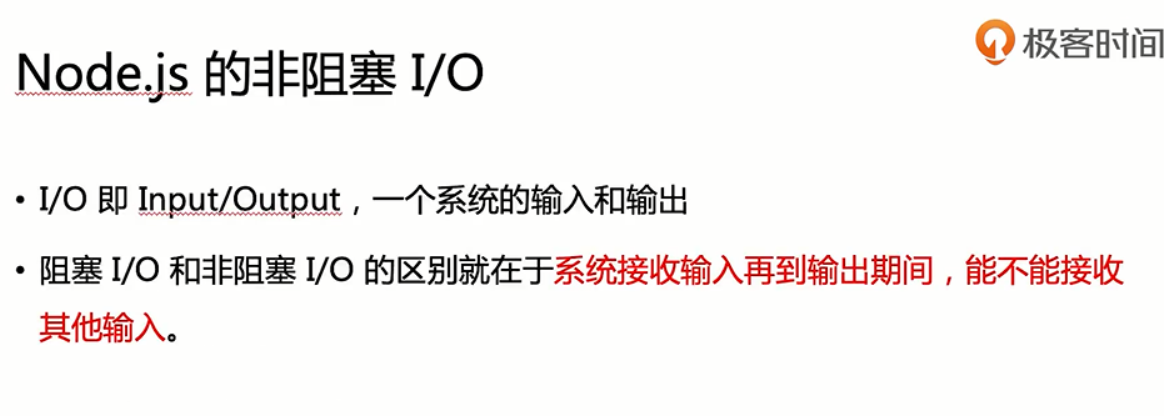 极客时间
Node.js 的非阻塞 I/O
• I/O 即 Input/Output，一个系统的输入和输出
• 阻塞 I/O 和非阻塞 I/O 的区别就在于系统接收输入再到输出期间，能不能接收
其他输入。